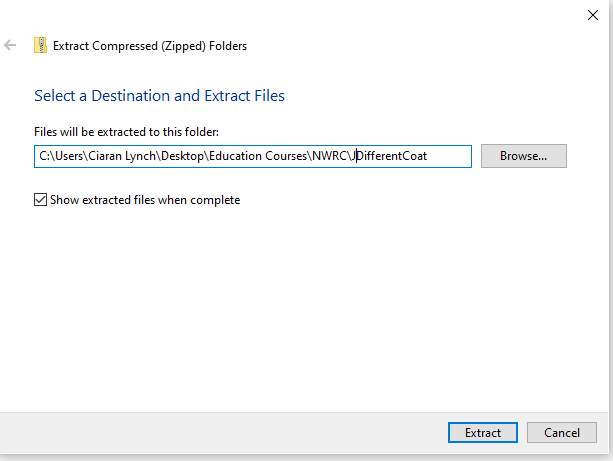 Extract Compressed (Zipped) Folders
Select a Destination and Extract Files
Files will be extracted to this folder:
C:\Users\Ciaran Lynch\Desktop\Education Courses\NWRC\JDifferentCoat
Browse...
Show extracted files when complete
Extract
Cancel